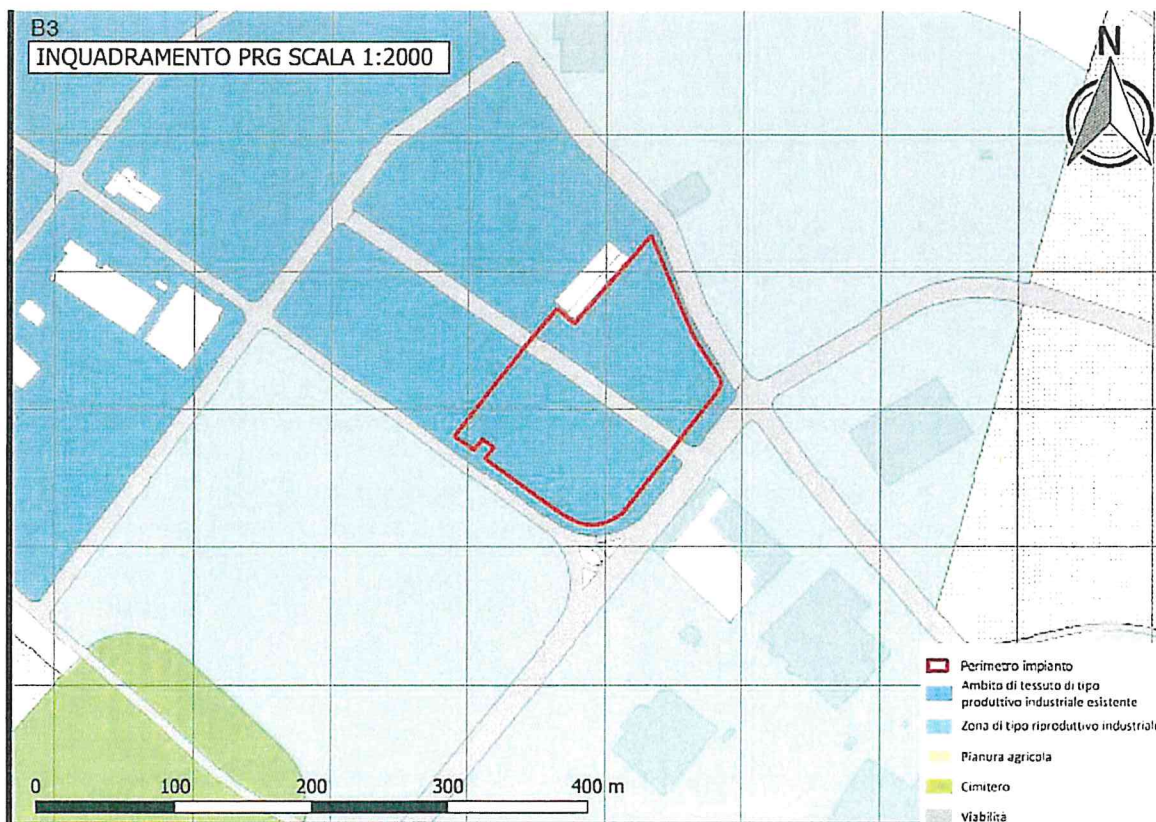 B3
INQUADRAMENTO PRG SCALA 1:2000
N
Perimetro impianto
Ambito di tessuto di tipo
produttivo industriale esistente
Zona di tipo riproduttivo industriale
Pianura agricola
Cimitero
Viabilità
0 100 200 300 400 m